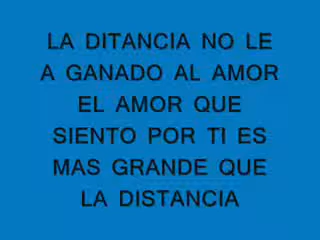 LA DITANCIA NO LE
A GANADO AL AMOR
EL AMOR QUE
SIENTO POR TI ES
MAS GRANDE QUE
LA DISTANCIA